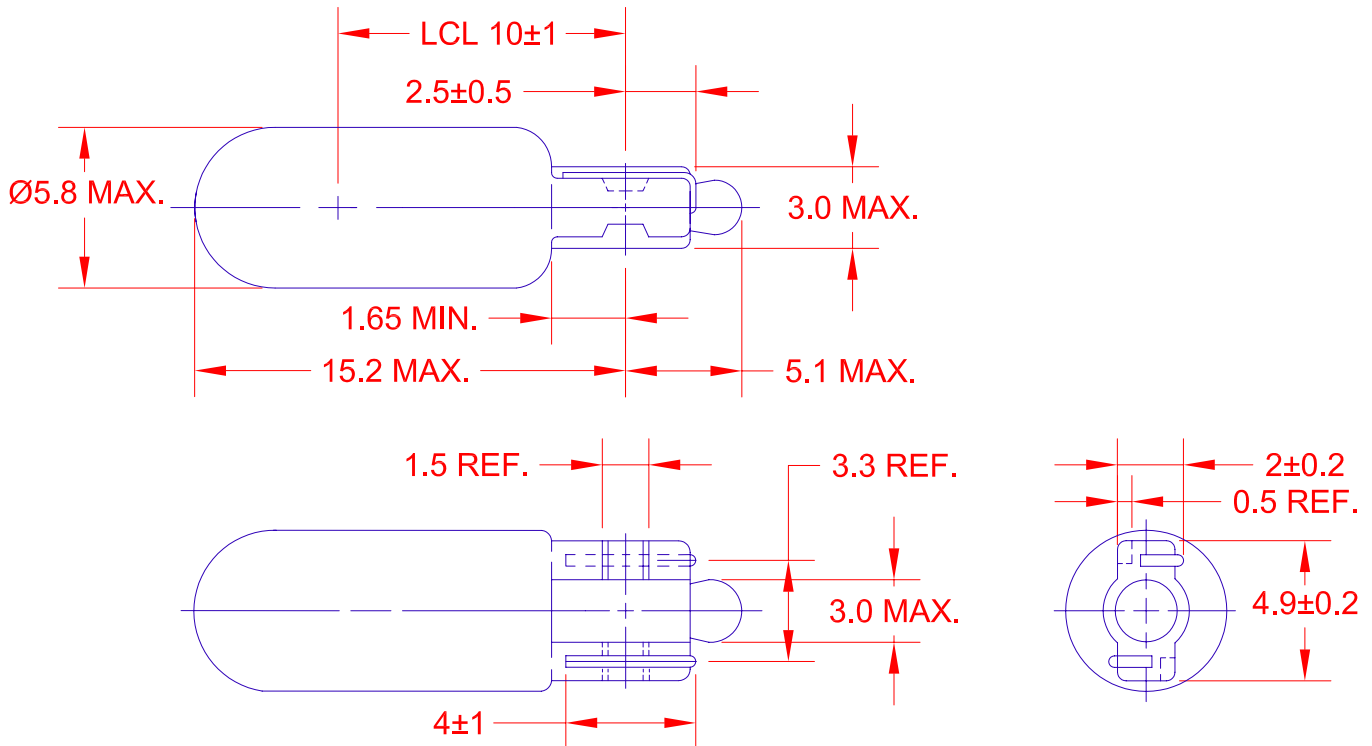 LCL 10±1
2.5±0.5
Ø5.8 MAX.
3.0 MAX.
1.65 MIN.
15.2 MAX.
5.1 MAX.
1.5 REF.
3.3 REF.
2±0.2
0.5 REF.
3.0 MAX.
4.9±0.2
4±1